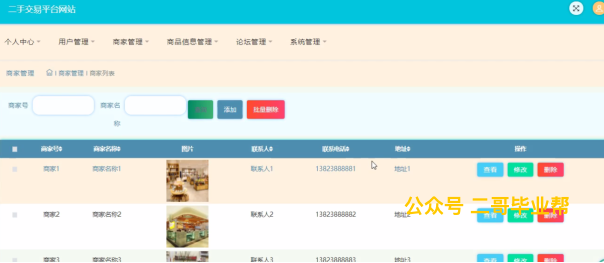 二手交易平台网站
个人中心 用户管理 商家管理 商品信息管理 论坛管理 系统管理
商家管理 | 商家管理 | 商家列表
商家号 商家名称 添加 批量删除
商家号 商家名称 图片 联系人 联系电话 地址 操作
商家1 商家名称1 联系人1 13823888881 地址1 查看 修改 删除
公众号 二哥毕业帮
商家2 商家名称2 联系人2 13823888882 地址2 查看 修改 删除
商家3 商家名称3 联系人3 13823888883 地址3